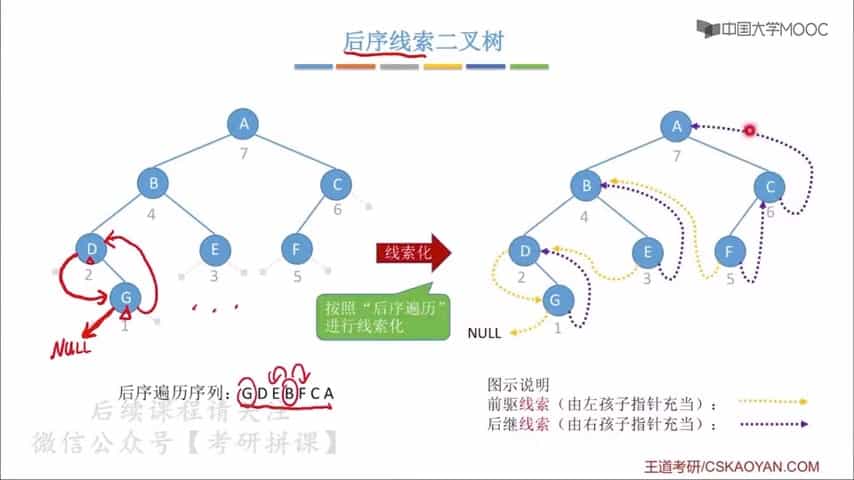 后序线索二叉树
中国大学MOOC
A
7
B
4
C
6
D
2
E
3
F
5
G
1
NULL
线索化
按照“后序遍历”
进行线索化
A
7
B
4
C
6
D
2
E
3
F
5
G
1
NULL
后序遍历序列：G D E B F C A
后续课程请关注
微信公众号【考研拼课】
图示说明
前驱线索（由左孩子指针充当）：
后继线索（由右孩子指针充当）：
王道考研/CSKAOYAN.COM